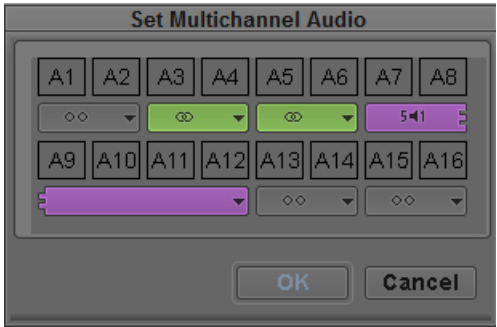 Set Multichannel Audio
A1 A2 A3 A4 A5 A6 A7 A8
5 1
A9 A10 A11 A12 A13 A14 A15 A16
OK Cancel